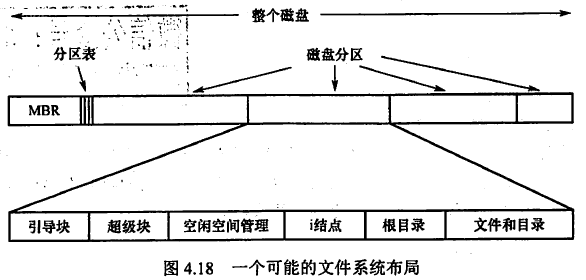 整个磁盘
分区表
磁盘分区
MBR
引导块
超级块
空闲空间管理
i结点
根目录
文件和目录
图 4.18 一个可能的文件系统布局